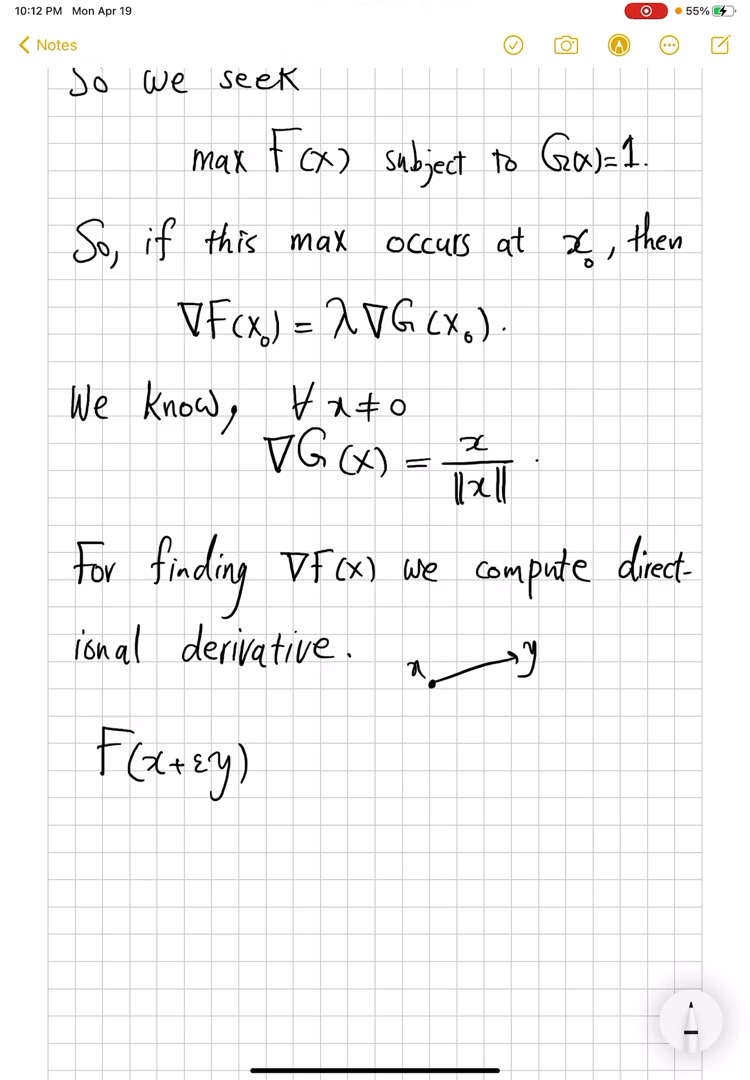 10:12 PM Mon Apr 19
55%
Notes
So we seek
max F(x) subject to G(x)=1.
So, if this max occurs at x₀, then
∇F(x₀) = λ∇G(x₀).
We know, ∀ x≠0
∇G(x) = x/‖x‖.
For finding ∇F(x) we compute direct-
ional derivative. x y
F(x+εy)